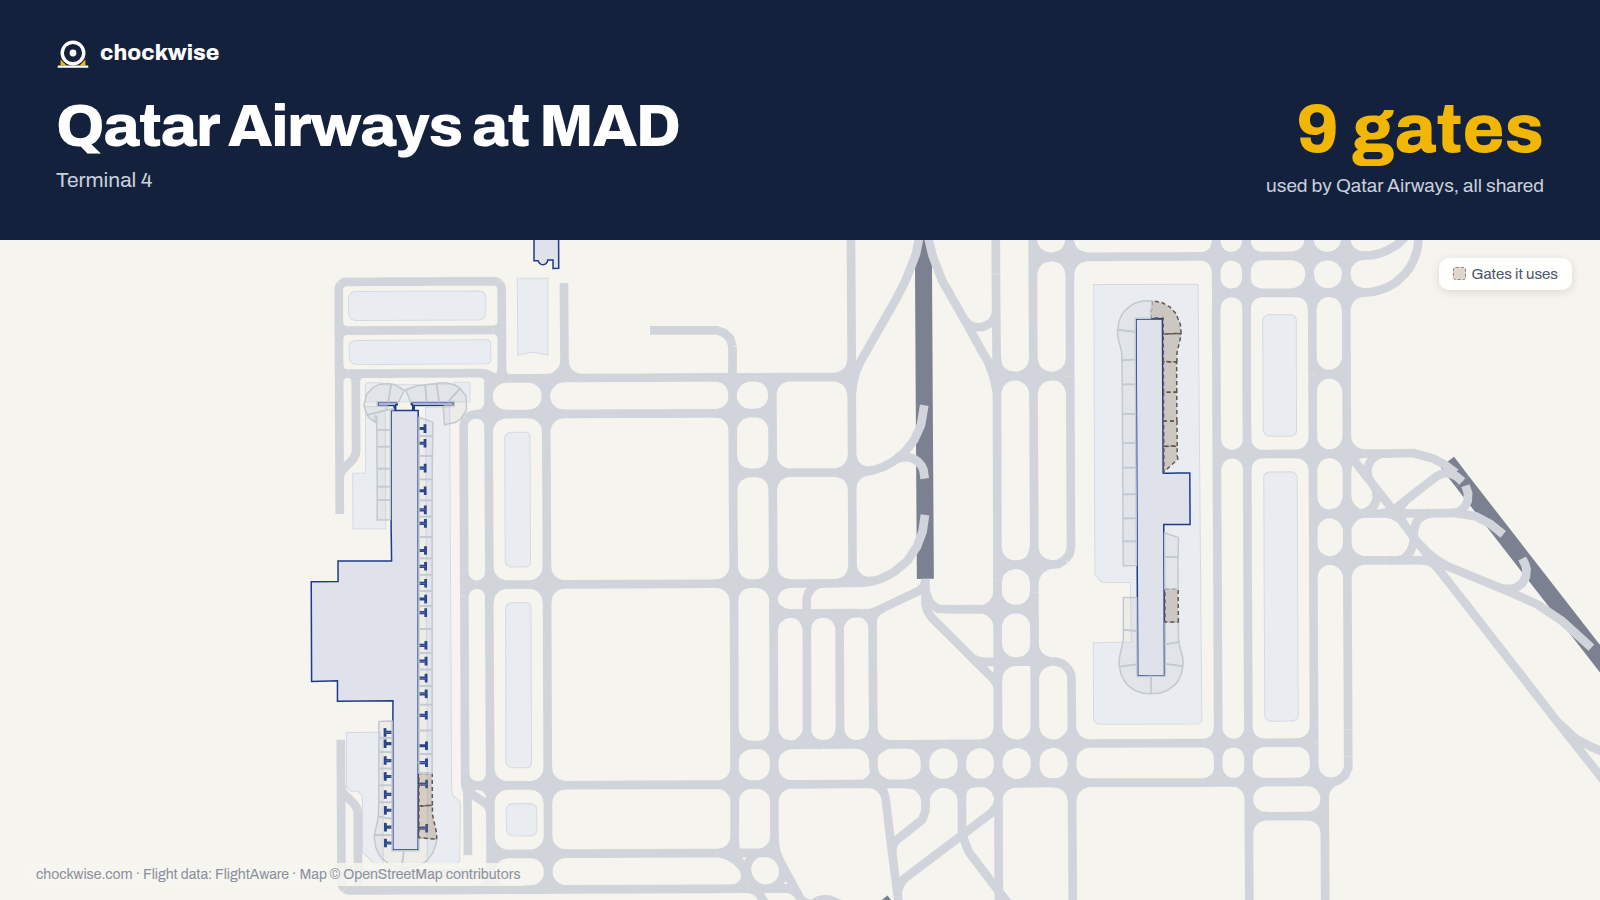 chockwise
Qatar Airways at MAD
Terminal 4
9 gates
used by Qatar Airways, all shared
Gates it uses
chockwise.com · Flight data: FlightAware · Map © OpenStreetMap contributors